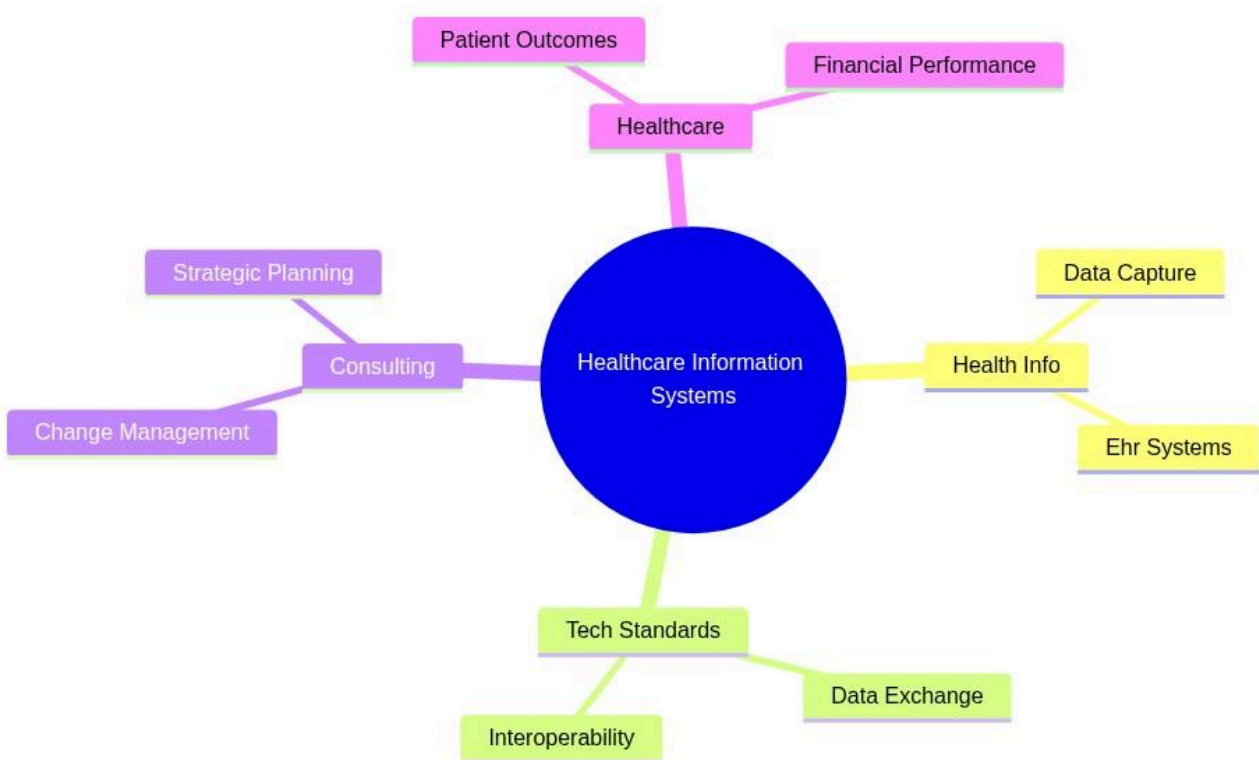 Patient Outcomes
Financial Performance
Healthcare
Strategic Planning
Data Capture
Consulting
Healthcare Information
Systems
Health Info
Change Management
Ehr Systems
Tech Standards
Data Exchange
Interoperability